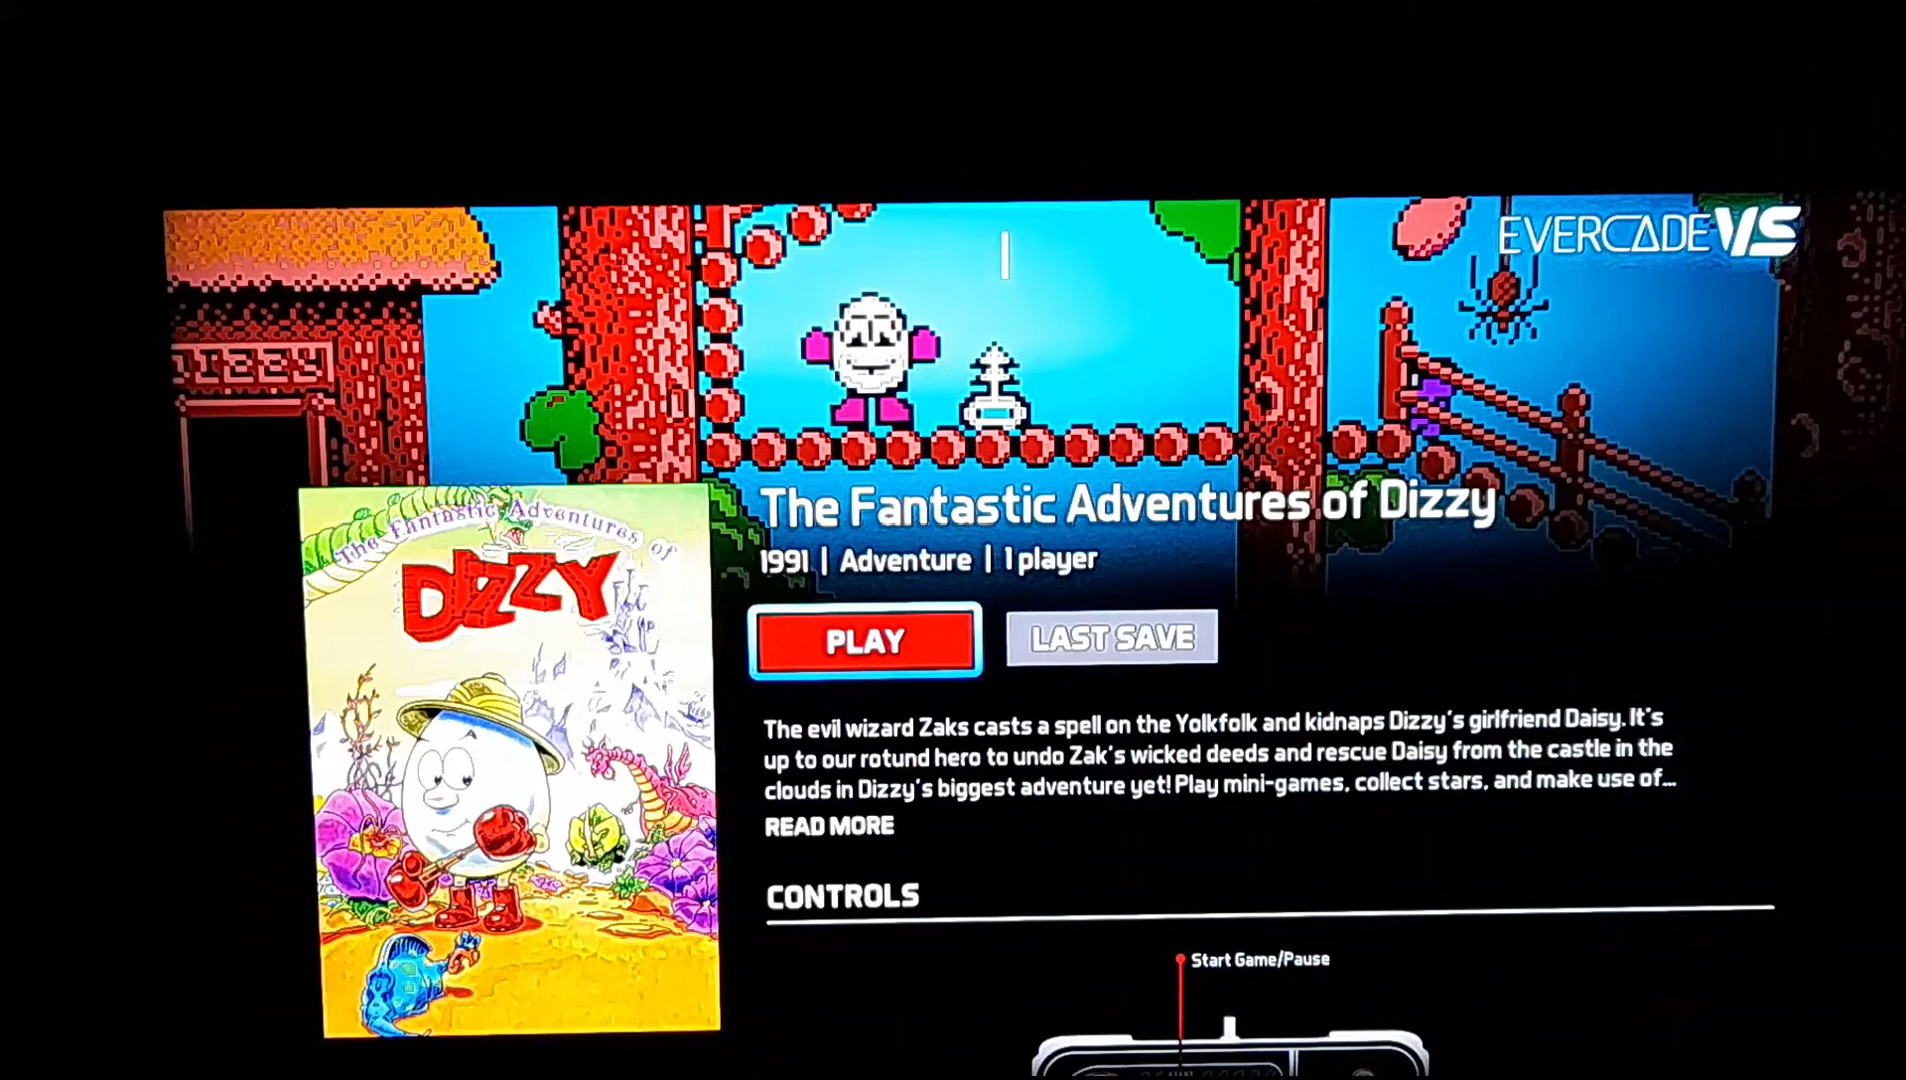 EVERCADE VS
DIZZY
The Fantastic Adventures of Dizzy
1991 | Adventure | 1 player
The Fantastic Adventures of
DIZZY
PLAY
LAST SAVE
The evil wizard Zaks casts a spell on the Yolkfolk and kidnaps Dizzy's girlfriend Daisy. It's
up to our rotund hero to undo Zak's wicked deeds and rescue Daisy from the castle in the
clouds in Dizzy's biggest adventure yet! Play mini-games, collect stars, and make use of...
READ MORE
CONTROLS
Start Game/Pause